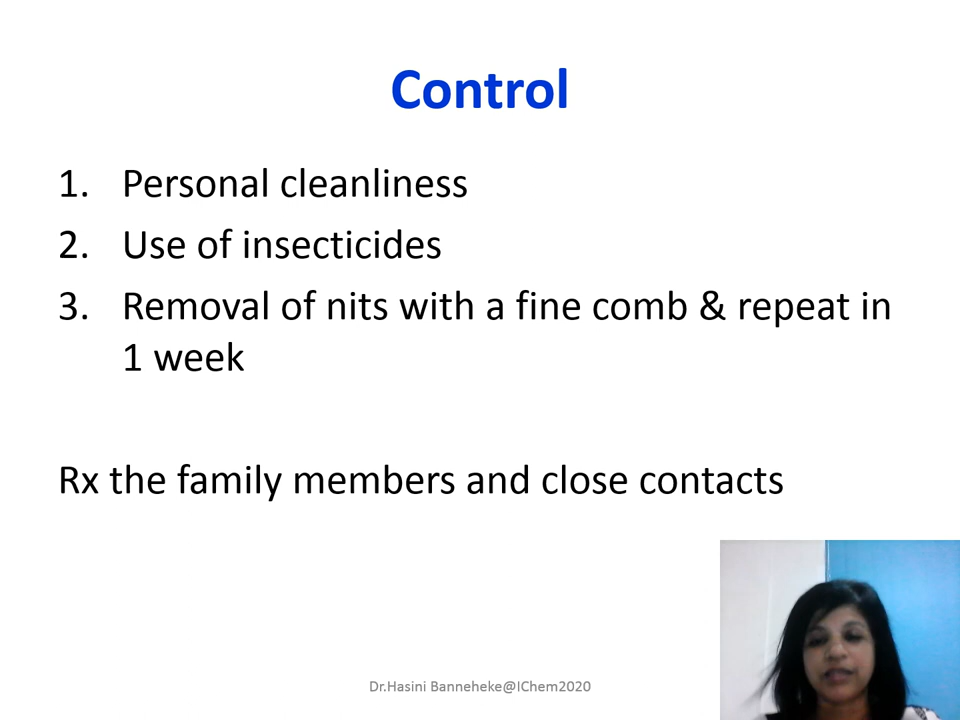 Control
1. Personal cleanliness
2. Use of insecticides
3. Removal of nits with a fine comb & repeat in
1 week
Rx the family members and close contacts
Dr.Hasini Banneheke@IChem2020